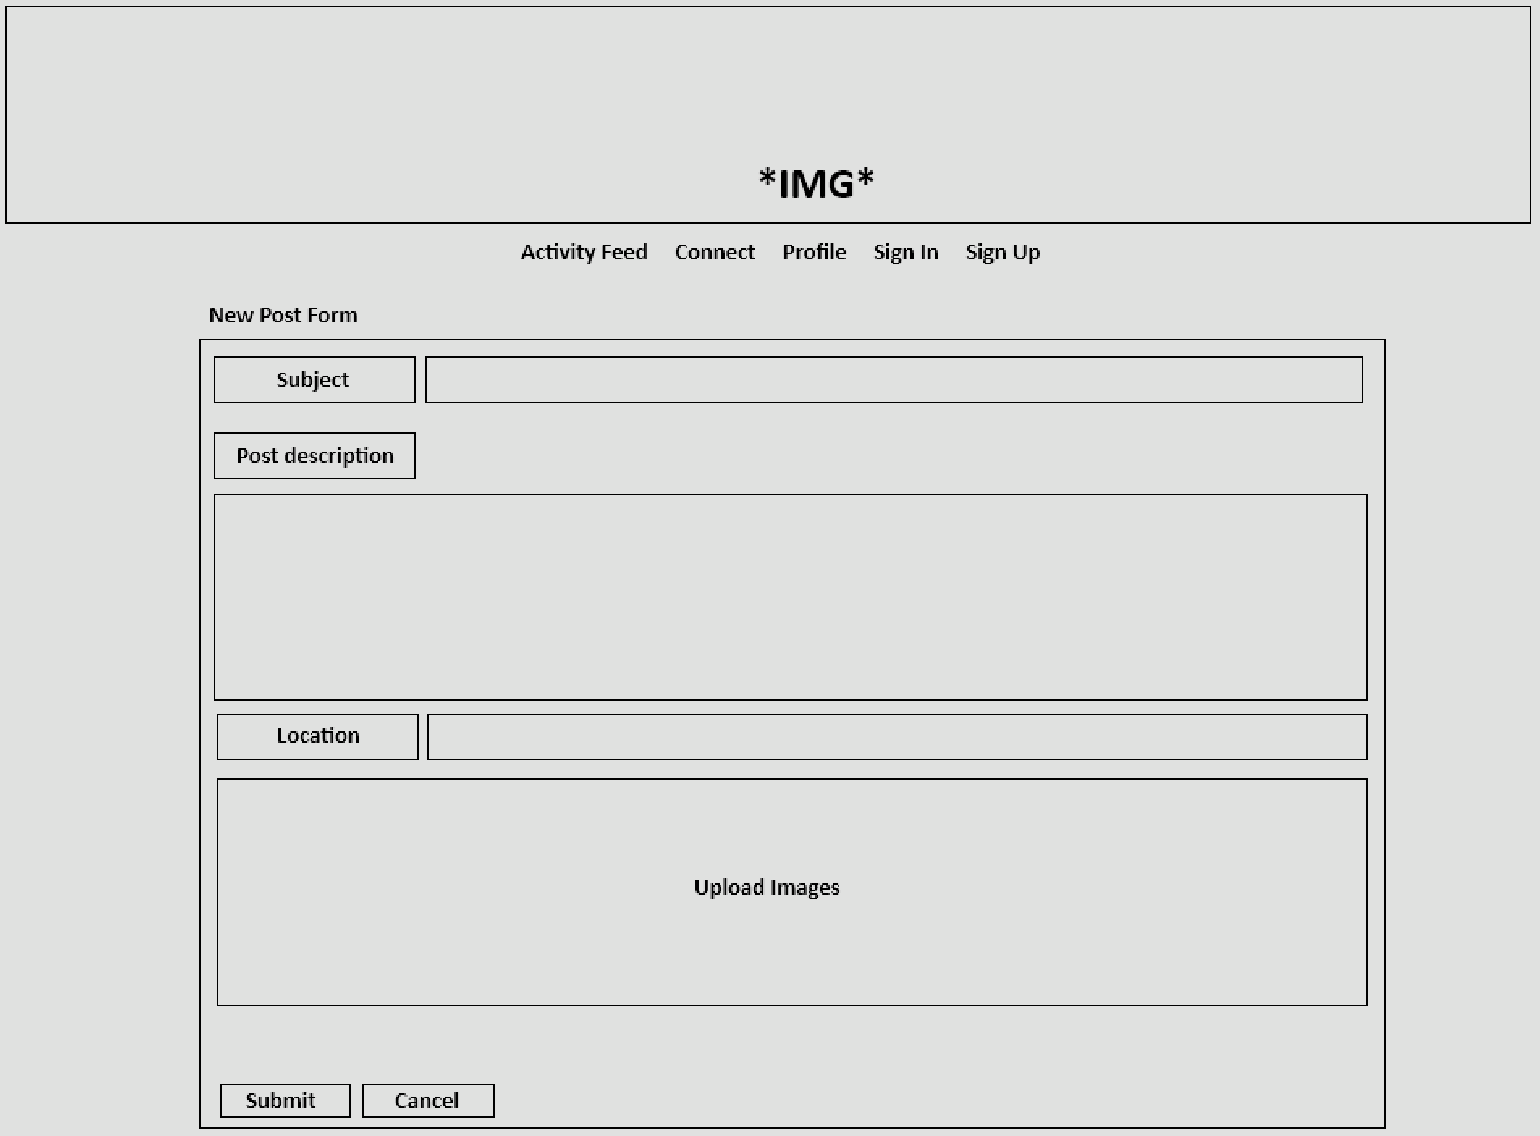 *IMG*
Activity Feed Connect Profile Sign In Sign Up
New Post Form
Subject
Post description
Location
Upload Images
Submit Cancel